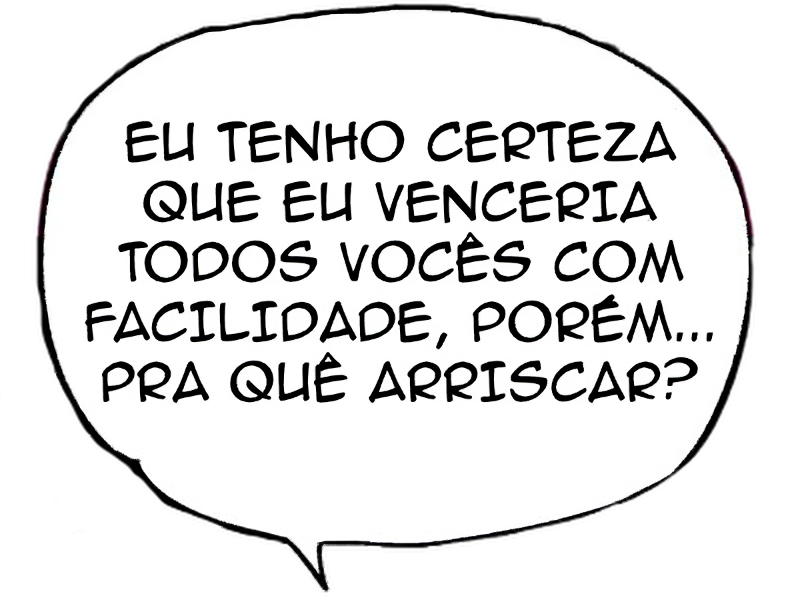 EU TENHO CERTEZA
QUE EU VENCERIA
TODOS VOCÊS COM
FACILIDADE, PORÉM...
PRA QUÊ ARRISCAR?